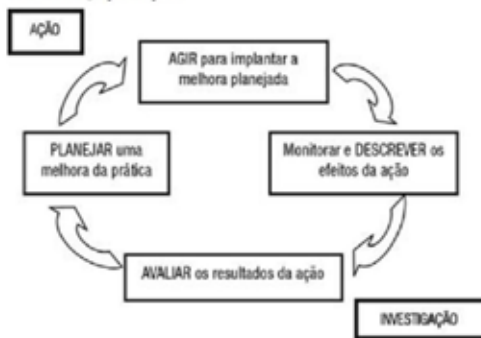 AÇÃO
AGIR para implantar a
melhora planejada
PLANEJAR uma
melhora da prática
Monitorar e DESCREVER os
efeitos da ação
AVALIAR os resultados da ação
INVESTIGAÇÃO